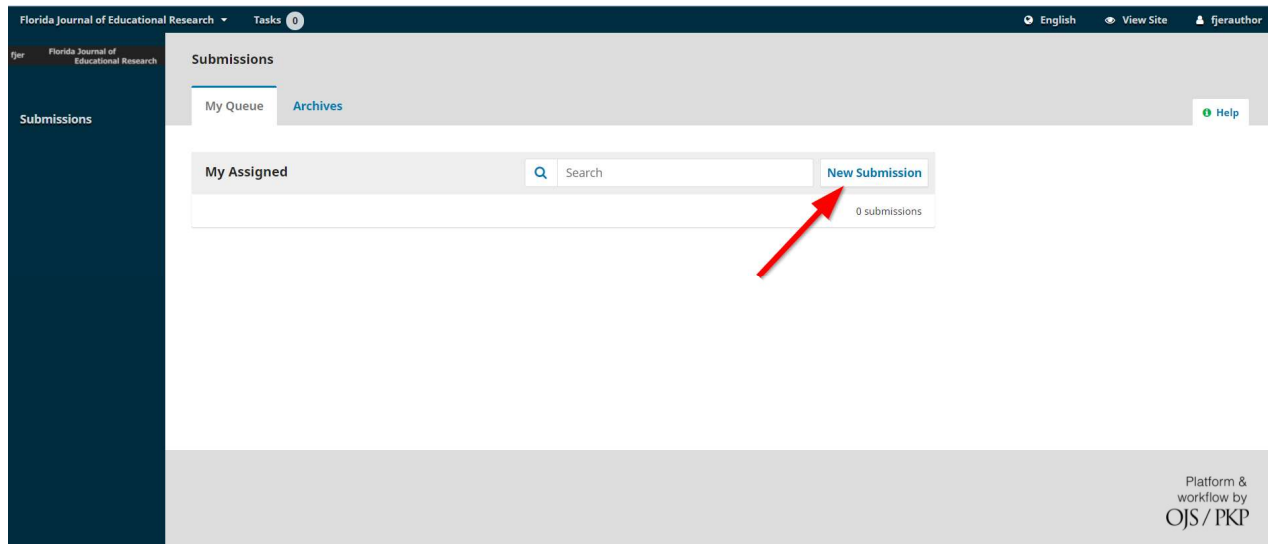 Florida Journal of Educational Research Tasks 0 English View Site fjerauthor
fjer Florida Journal of
Educational Research
Submissions
Submissions
My Queue Archives
Help
My Assigned Search New Submission
0 submissions
Platform &
workflow by
OJS / PKP